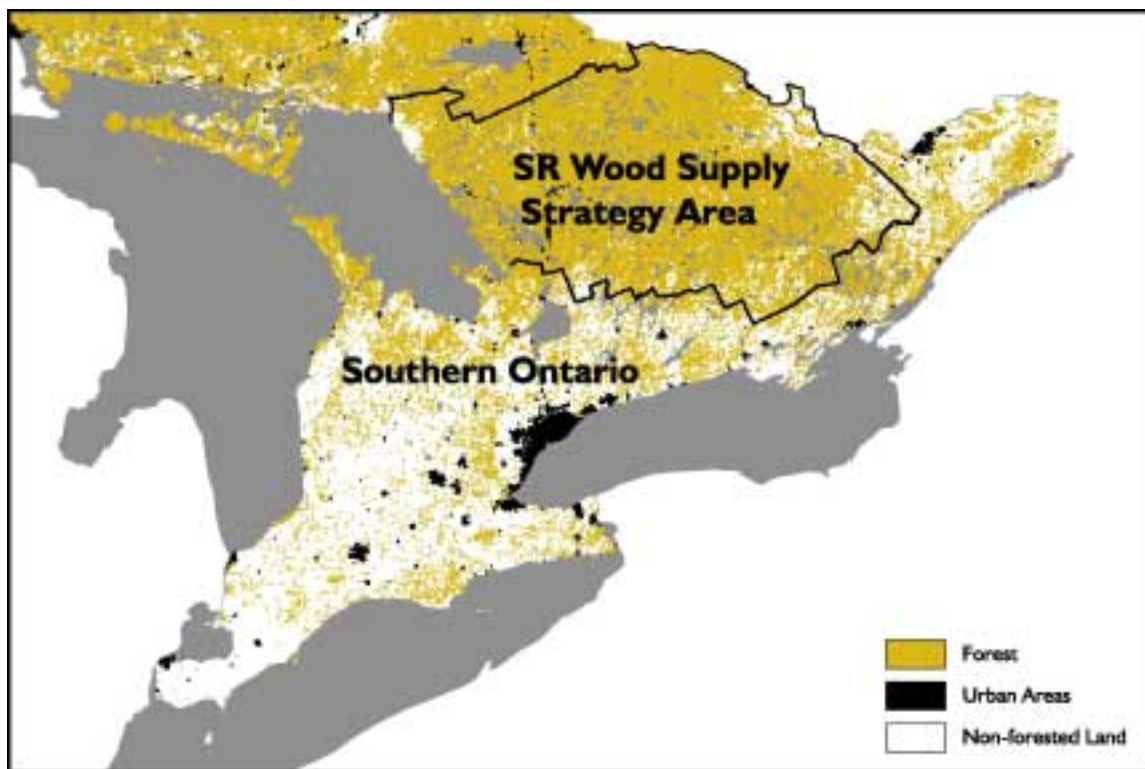 SR Wood Supply
Strategy Area
Southern Ontario
Forest
Urban Areas
Non-forested Land